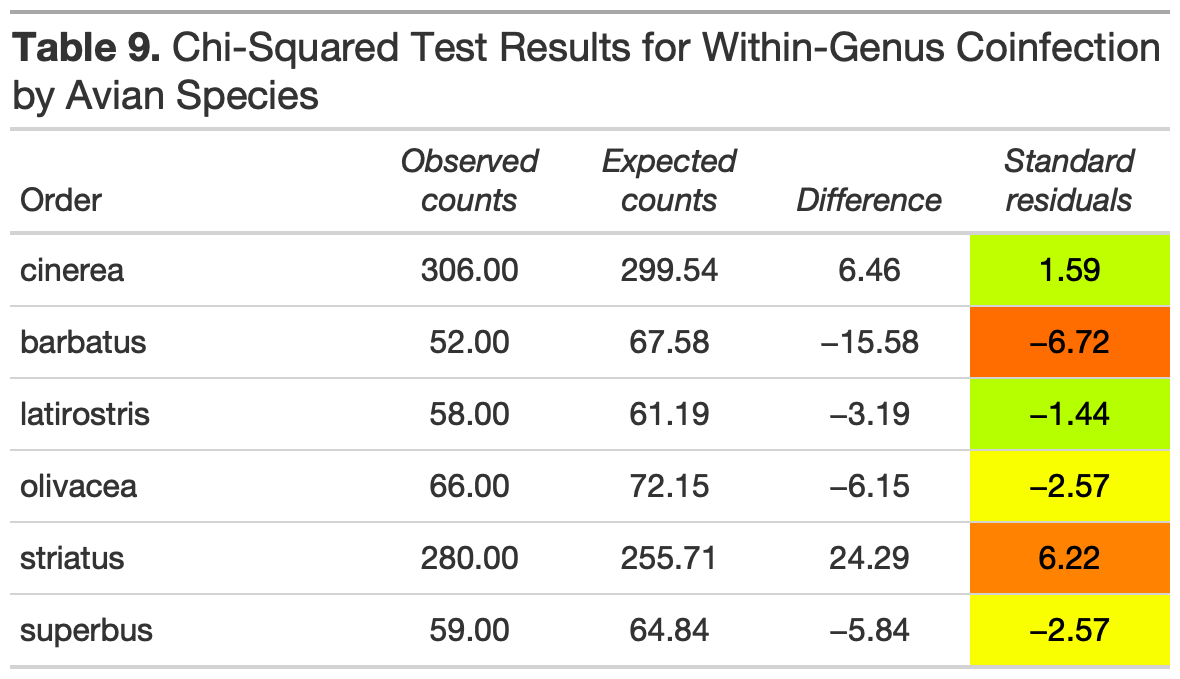 Table 9. Chi-Squared Test Results for Within-Genus Coinfection
by Avian Species
Order Observed counts Expected counts Difference Standard residuals
cinerea 306.00 299.54 6.46 1.59
barbatus 52.00 67.58 −15.58 −6.72
latirostris 58.00 61.19 −3.19 −1.44
olivacea 66.00 72.15 −6.15 −2.57
striatus 280.00 255.71 24.29 6.22
superbus 59.00 64.84 −5.84 −2.57